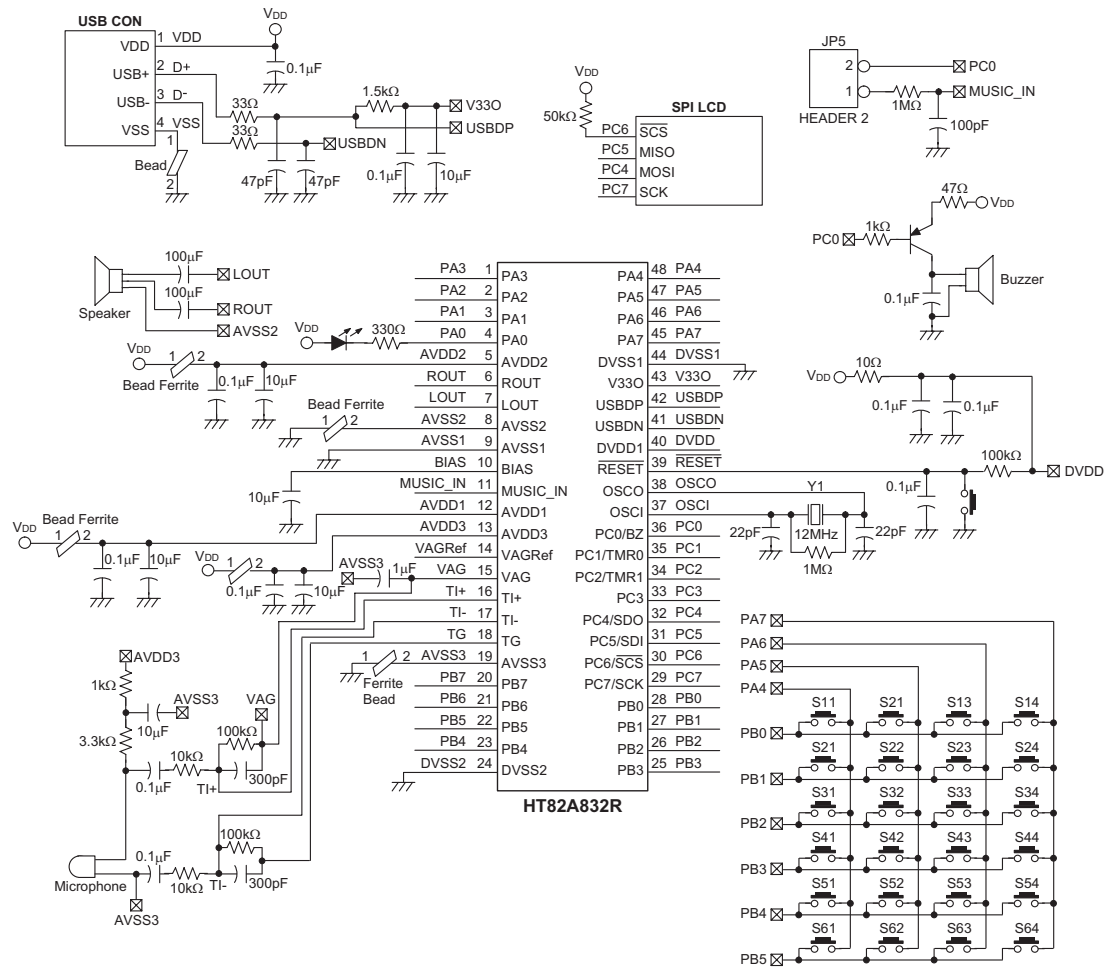 USB CON
VDD 1 VDD
USB+ 2 D+
USB- 3 D-
VSS 4 VSS
VDD
0.1μF
33Ω
33Ω
1.5kΩ
V33O
USBDP
USBDN
1
Bead
2
47pF
47pF
0.1μF
10μF
VDD
50kΩ
SPI LCD
PC6 SCS
PC5 MISO
PC4 MOSI
PC7 SCK
JP5
2
1
HEADER 2
PC0
1MΩ
MUSIC_IN
100pF
47Ω
VDD
PC0
1kΩ
Buzzer
0.1μF
100μF
LOUT
100μF
ROUT
AVSS2
Speaker
VDD
330Ω
VDD
1 2
Bead Ferrite
0.1μF
10μF
Bead Ferrite
1 2
10μF
VDD
Bead Ferrite
1 2
0.1μF
10μF
VDD
1 2
0.1μF
10μF
AVSS3
1μF
1 2
Ferrite
Bead
PA3 1 PA3
PA2 2 PA2
PA1 3 PA1
PA0 4 PA0
AVDD2 5 AVDD2
ROUT 6 ROUT
LOUT 7 LOUT
AVSS2 8 AVSS2
AVSS1 9 AVSS1
BIAS 10 BIAS
MUSIC_IN 11 MUSIC_IN
AVDD1 12 AVDD1
AVDD3 13 AVDD3
VAGRef 14 VAGRef
VAG 15 VAG
TI+ 16 TI+
TI- 17 TI-
TG 18 TG
AVSS3 19 AVSS3
PB7 20 PB7
PB6 21 PB6
PB5 22 PB5
PB4 23 PB4
DVSS2 24 DVSS2
PA4 48 PA4
PA5 47 PA5
PA6 46 PA6
PA7 45 PA7
DVSS1 44 DVSS1
V33O 43 V33O
USBDP 42 USBDP
USBDN 41 USBDN
DVDD1 40 DVDD
RESET 39 RESET
OSCO 38 OSCO
OSCI 37 OSCI
PC0/BZ 36 PC0
PC1/TMR0 35 PC1
PC2/TMR1 34 PC2
PC3 33 PC3
PC4/SDO 32 PC4
PC5/SDI 31 PC5
PC6/SCS 30 PC6
PC7/SCK 29 PC7
PB0 28 PB0
PB1 27 PB1
PB2 26 PB2
PB3 25 PB3
HT82A832R
VDD
10Ω
0.1μF
0.1μF
100kΩ
DVDD
0.1μF
Y1
22pF
12MHz
22pF
1MΩ
AVDD3
1kΩ
AVSS3
10μF
3.3kΩ
0.1μF
10kΩ
TI+
VAG
100kΩ
300pF
100kΩ
0.1μF
10kΩ
TI-
300pF
Microphone
AVSS3
PA7
PA6
PA5
PA4
S11 S21 S13 S14
PB0
S21 S22 S23 S24
PB1
S31 S32 S33 S34
PB2
S41 S42 S43 S44
PB3
S51 S52 S53 S54
PB4
S61 S62 S63 S64
PB5